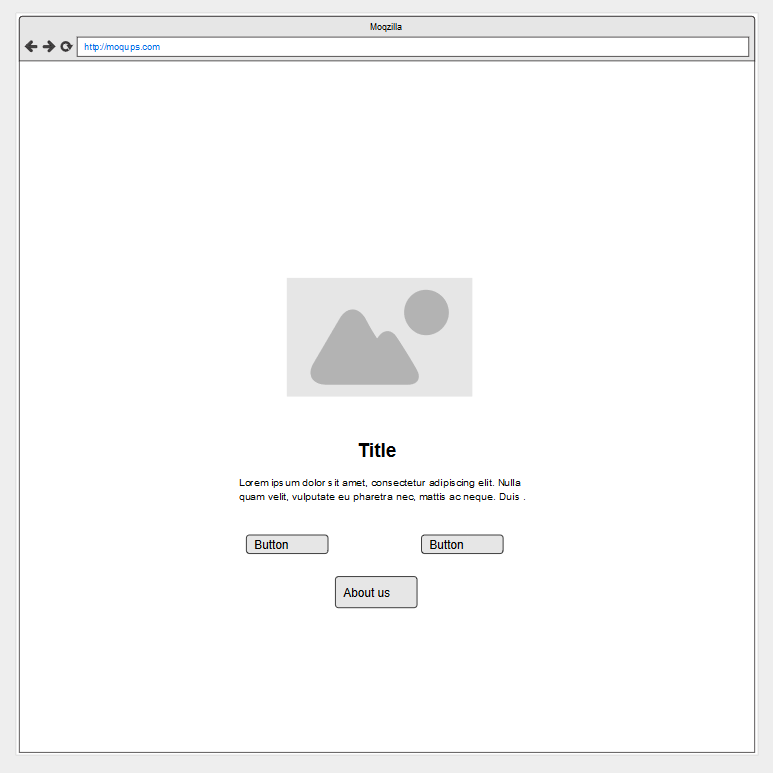 Moqzilla
http://moqups.com
Title
Lorem ipsum dolor sit amet, consectetur adipiscing elit. Nulla
quam velit, vulputate eu pharetra nec, mattis ac neque. Duis .
Button
Button
About us